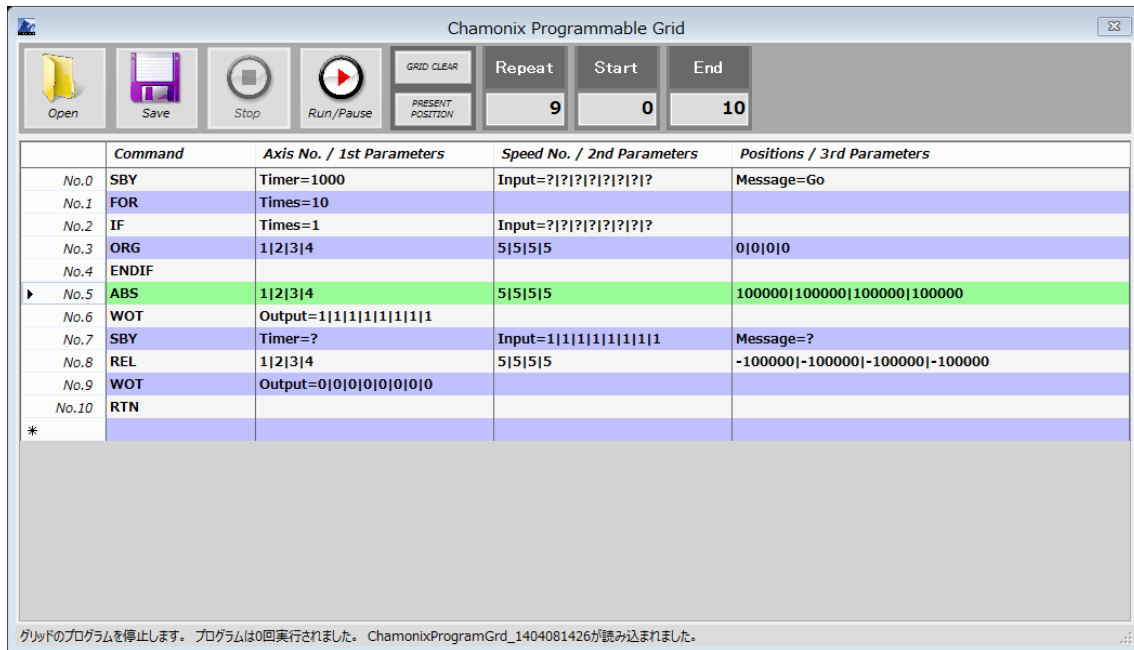 Chamonix Programmable Grid
Open
Save
Stop
Run/Pause
GRID CLEAR
PRESENT
POSITION
Repeat Start End
9 0 10
Command Axis No. / 1st Parameters Speed No. / 2nd Parameters Positions / 3rd Parameters
No.0 SBY Timer=1000 Input=?|?|?|?|?|?|?|? Message=Go
No.1 FOR Times=10
No.2 IF Times=1 Input=?|?|?|?|?|?|?|?
No.3 ORG 1|2|3|4 5|5|5|5 0|0|0|0
No.4 ENDIF
No.5 ABS 1|2|3|4 5|5|5|5 100000|100000|100000|100000
No.6 WOT Output=1|1|1|1|1|1|1|1
No.7 SBY Timer=? Input=1|1|1|1|1|1|1|1 Message=?
No.8 REL 1|2|3|4 5|5|5|5 -100000|-100000|-100000|-100000
No.9 WOT Output=0|0|0|0|0|0|0|0
No.10 RTN
*
グリッドのプログラムを停止します。 プログラムは0回実行されました。 ChamonixProgramGrd_1404081426が読み込まれました。